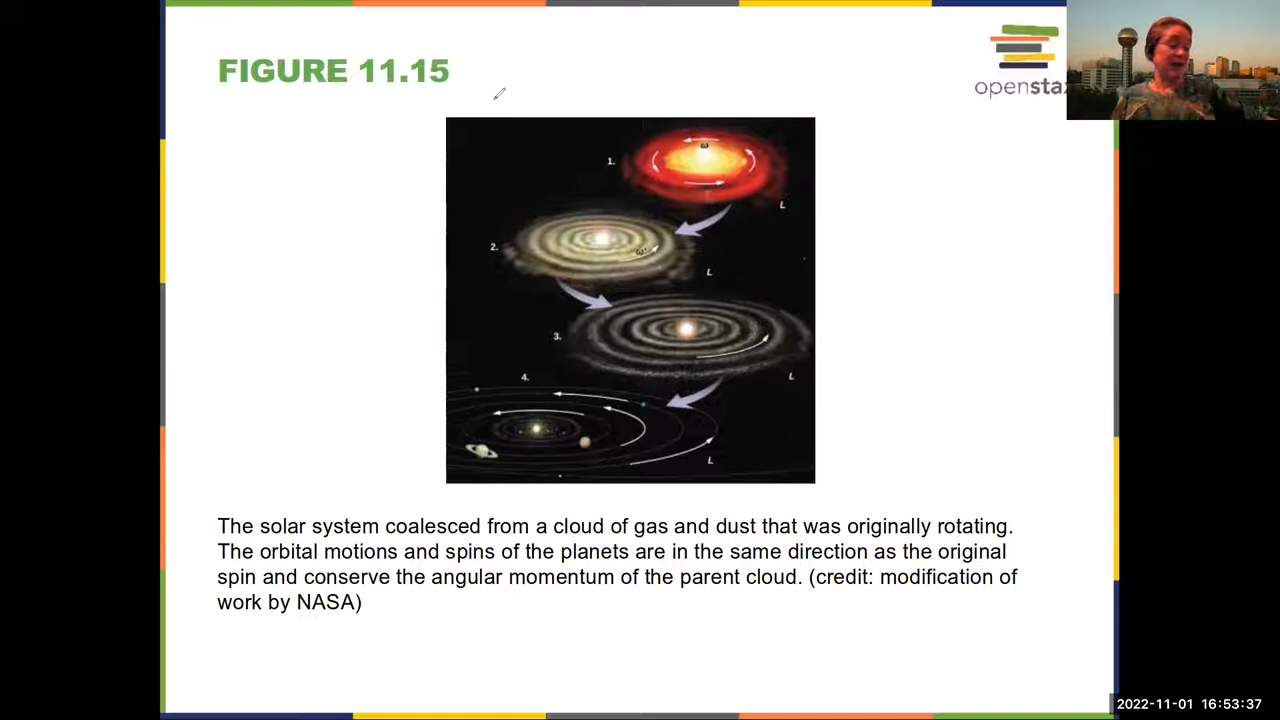 FIGURE 11.15
openstax
1.
ω
L
2.
ω'
L
3.
L
4.
L
The solar system coalesced from a cloud of gas and dust that was originally rotating.
The orbital motions and spins of the planets are in the same direction as the original
spin and conserve the angular momentum of the parent cloud. (credit: modification of
work by NASA)
2022-11-01 16:53:37